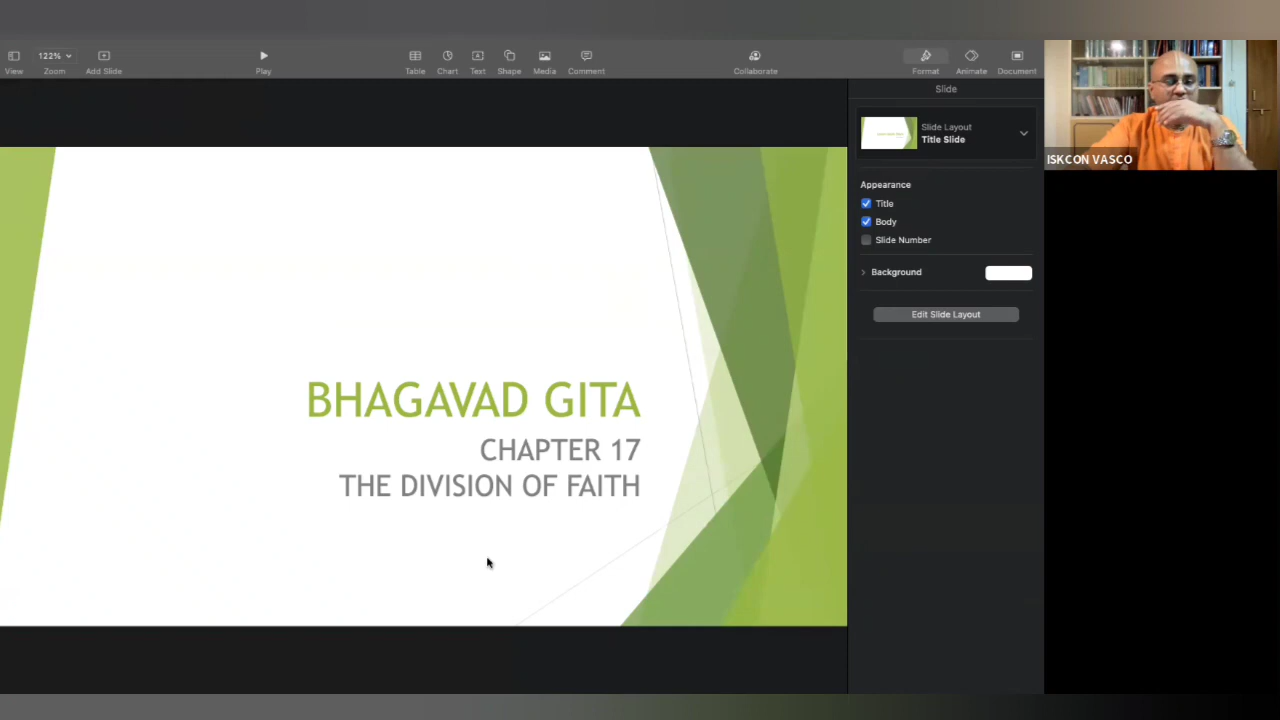 122%
View
Zoom
Add Slide
Play
Table
Chart
Text
Shape
Media
Comment
Collaborate
Format
Animate
Document
Slide
Slide Layout
Title Slide
Appearance
Title
Body
Slide Number
Background
Edit Slide Layout
ISKCON VASCO
BHAGAVAD GITA
CHAPTER 17
THE DIVISION OF FAITH